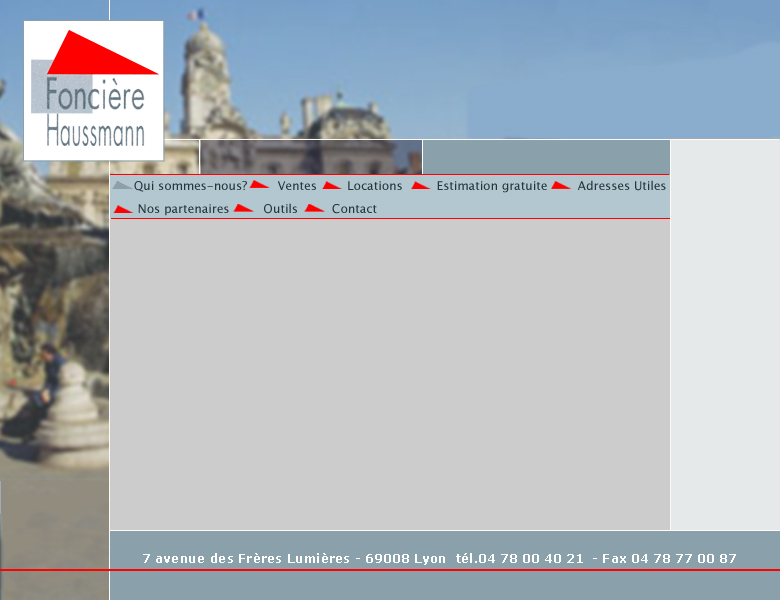 Foncière
Haussmann
Qui sommes-nous? Ventes Locations Estimation gratuite Adresses Utiles
Nos partenaires Outils Contact
7 avenue des Frères Lumières - 69008 Lyon tél.04 78 00 40 21 - Fax 04 78 77 00 87